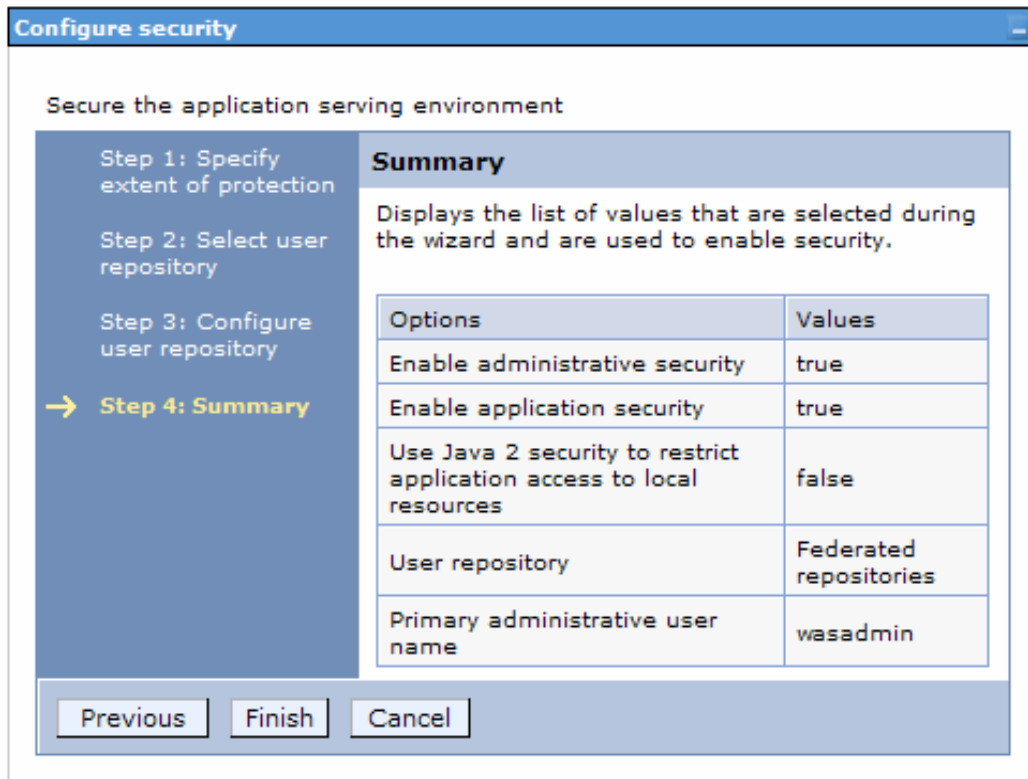 Configure security
Secure the application serving environment
Step 1: Specify
extent of protection
Step 2: Select user
repository
Step 3: Configure
user repository
Step 4: Summary
Summary
Displays the list of values that are selected during
the wizard and are used to enable security.
Options Values
Enable administrative security true
Enable application security true
Use Java 2 security to restrict
application access to local
resources
false
User repository
Federated
repositories
Primary administrative user
name
wasadmin
Previous Finish Cancel